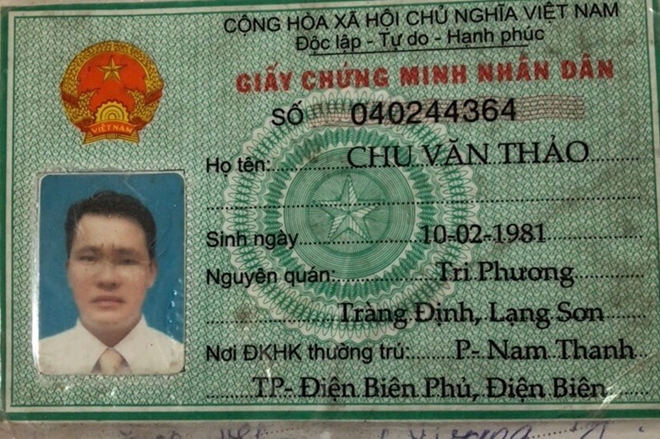 CỘNG HÒA XÃ HỘI CHỦ NGHĨA VIỆT NAM
Độc lập - Tự do - Hạnh phúc
GIẤY CHỨNG MINH NHÂN DÂN
SỐ 040244364
Họ tên: CHU VĂN THẢO
Sinh ngày 10-02-1981
Nguyên quán: Tri Phương
Tràng Định, Lạng Sơn
Nơi ĐKHK thường trú: P- Nam Thanh
TP- Điện Biên Phủ, Điện Biên
VIỆT NAM